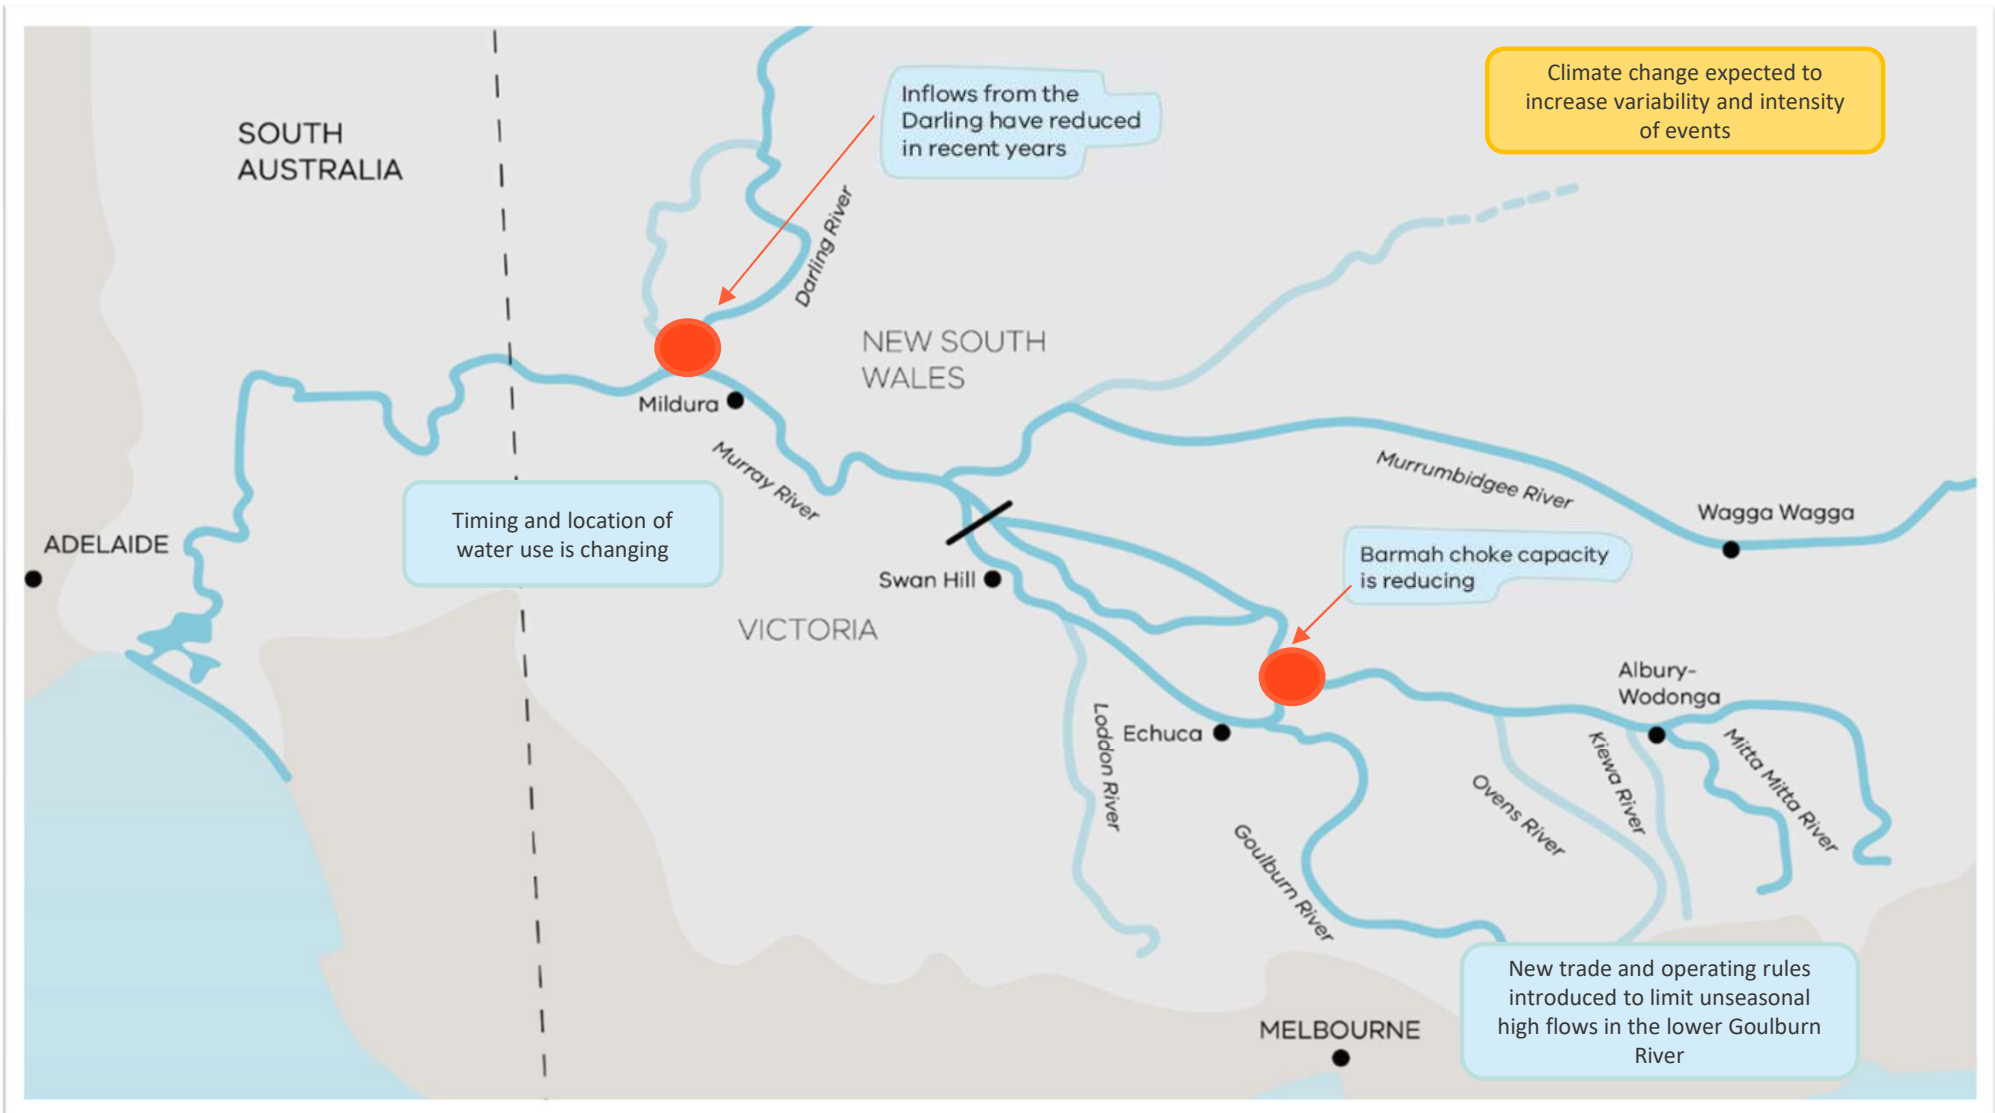 Climate change expected to
increase variability and intensity
of events
Inflows from the
Darling have reduced
in recent years
SOUTH
AUSTRALIA
Darling River
NEW SOUTH
WALES
Mildura
Murray River
Murrumbidgee River
Wagga Wagga
Timing and location of
water use is changing
ADELAIDE
Swan Hill
Barmah choke capacity
is reducing
VICTORIA
Albury-
Wodonga
Echuca
Loddon River
Kiewa River
Mitta Mitta River
Ovens River
Goulburn River
New trade and operating rules
introduced to limit unseasonal
high flows in the lower Goulburn
River
MELBOURNE